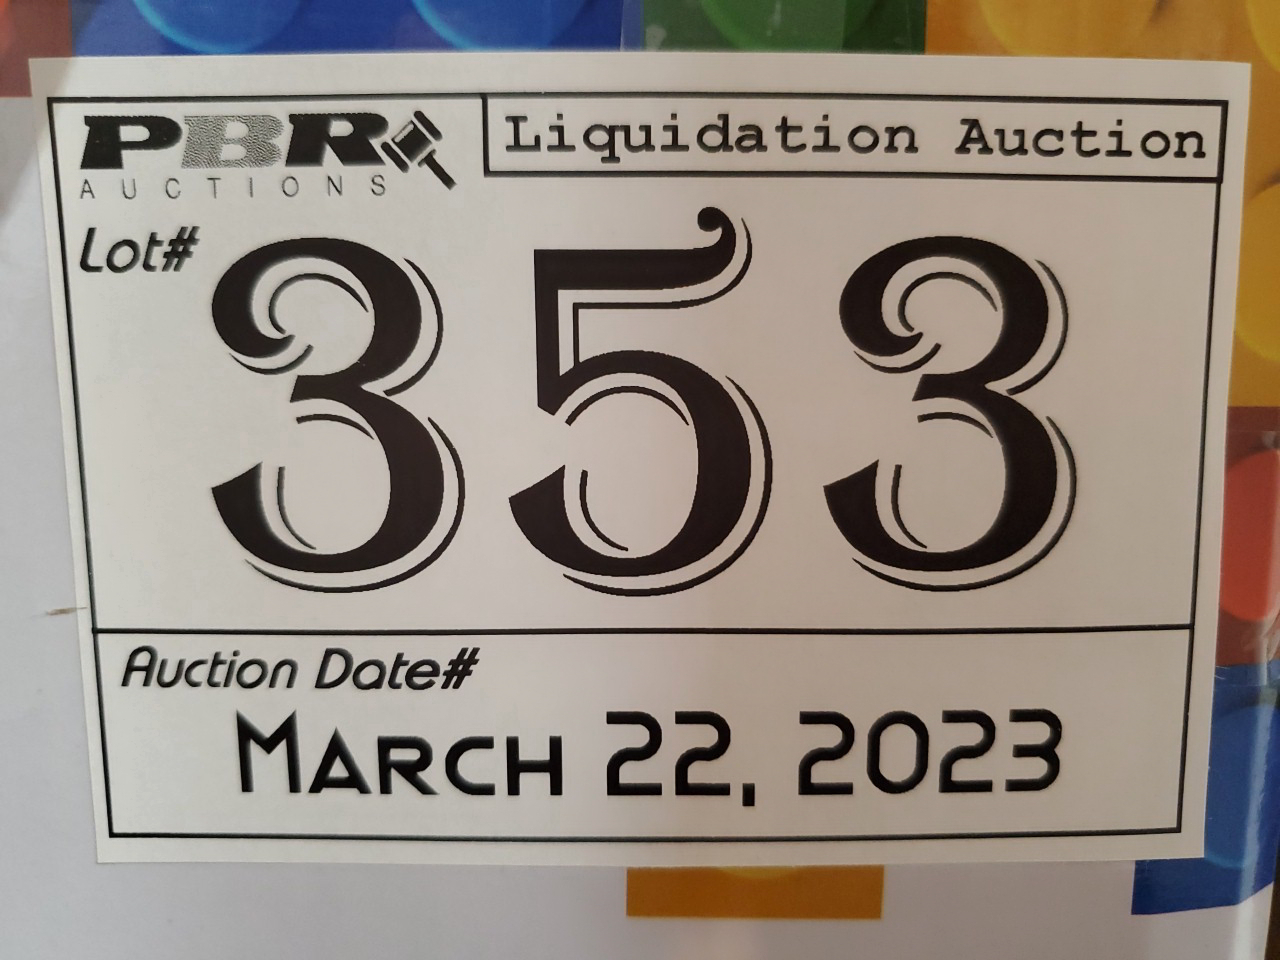 PBR
AUCTIONS
Liquidation Auction
Lot#
353
Auction Date#
March 22, 2023